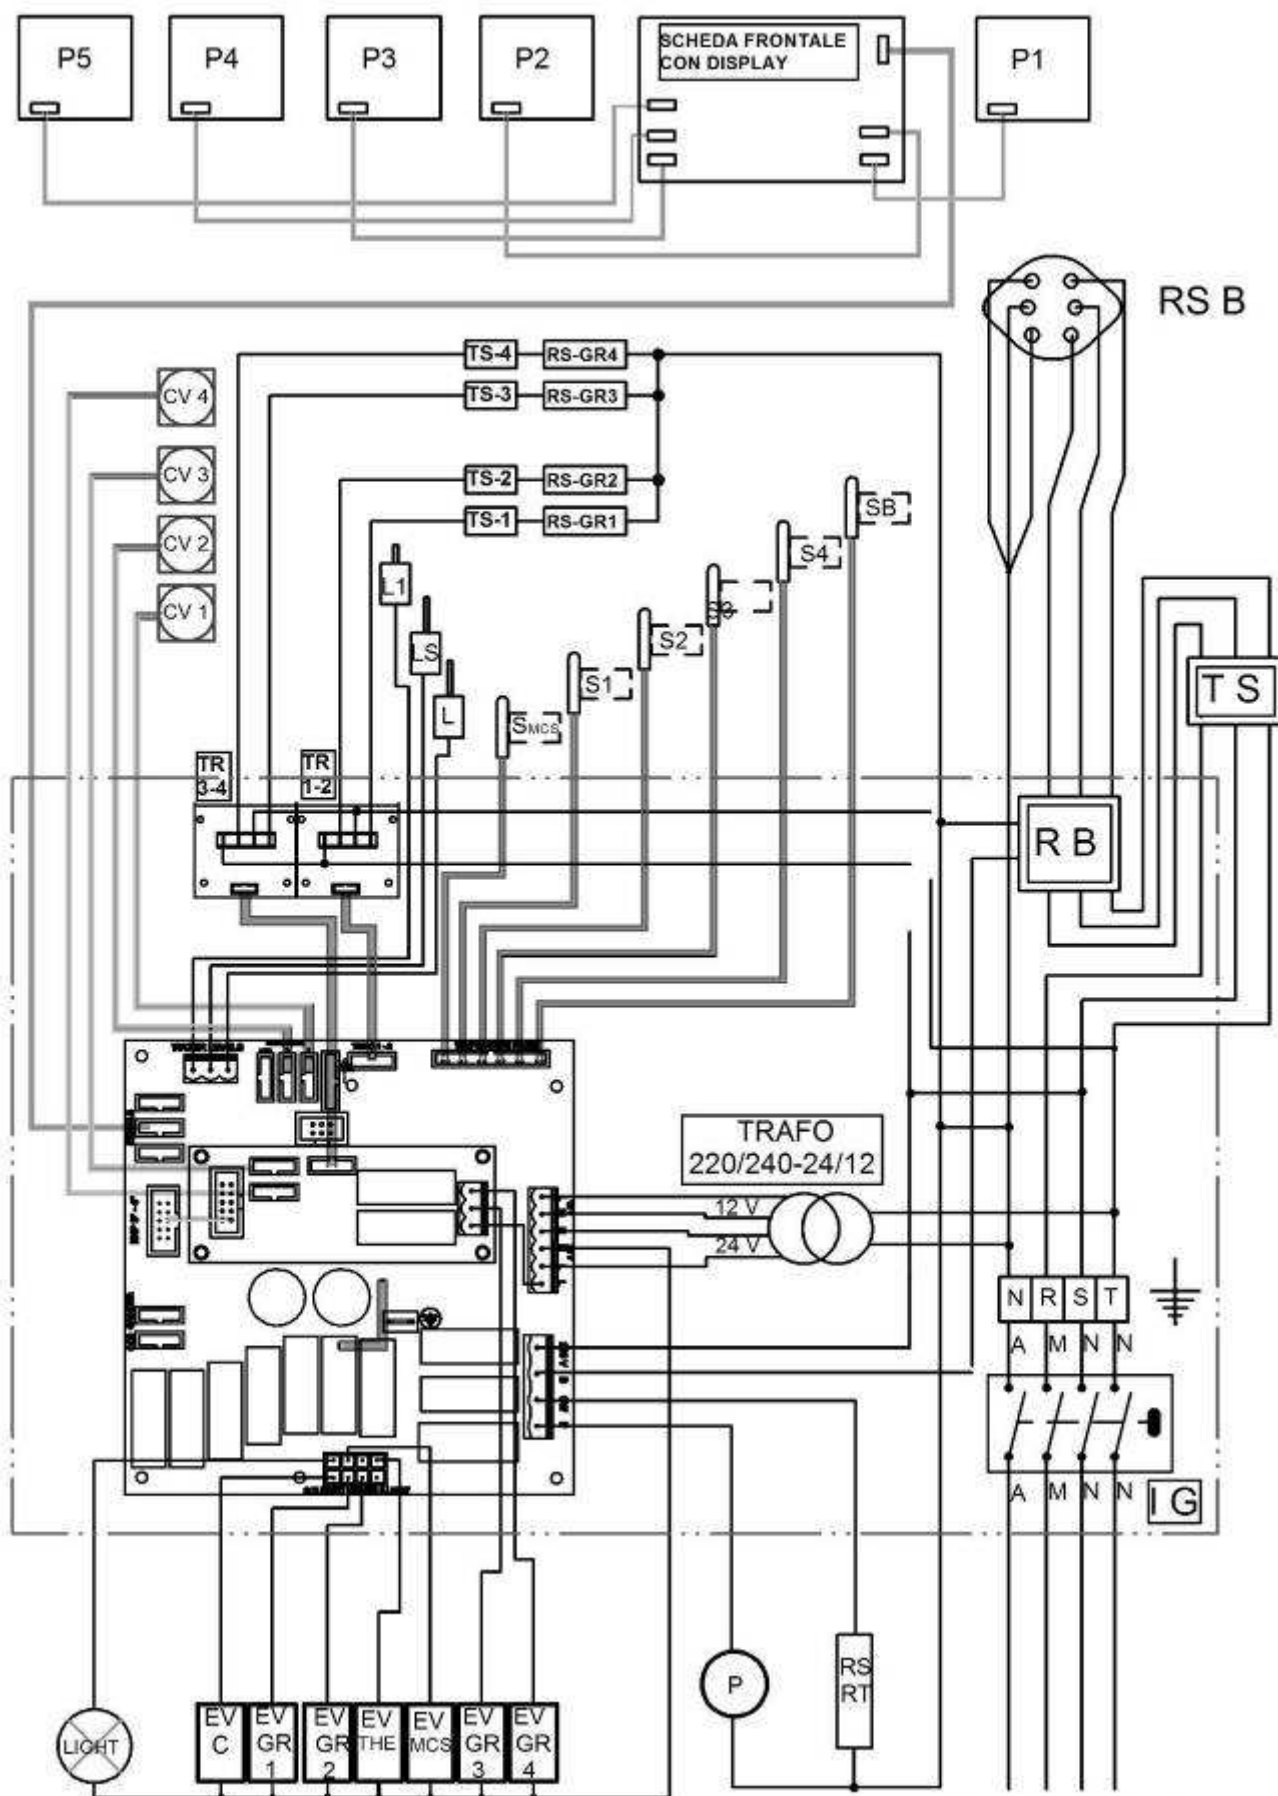 P5
P4
P3
P2
SCHEDA FRONTALE
CON DISPLAY
P1
RS B
TS-4
RS-GR4
TS-3
RS-GR3
TS-2
RS-GR2
TS-1
RS-GR1
CV 4
CV 3
CV 2
CV 1
L1
LS
L
SB
S4
S3
S2
S1
SMCS
T S
TR
3-4
TR
1-2
R B
TRAFO
220/240-24/12
12 V
24 V
N R S T
A M N N
A M N N
I G
P
RS
RT
LIGHT
EV
C
EV
GR
1
EV
GR
2
EV
THE
EV
MCS
EV
GR
3
EV
GR
4